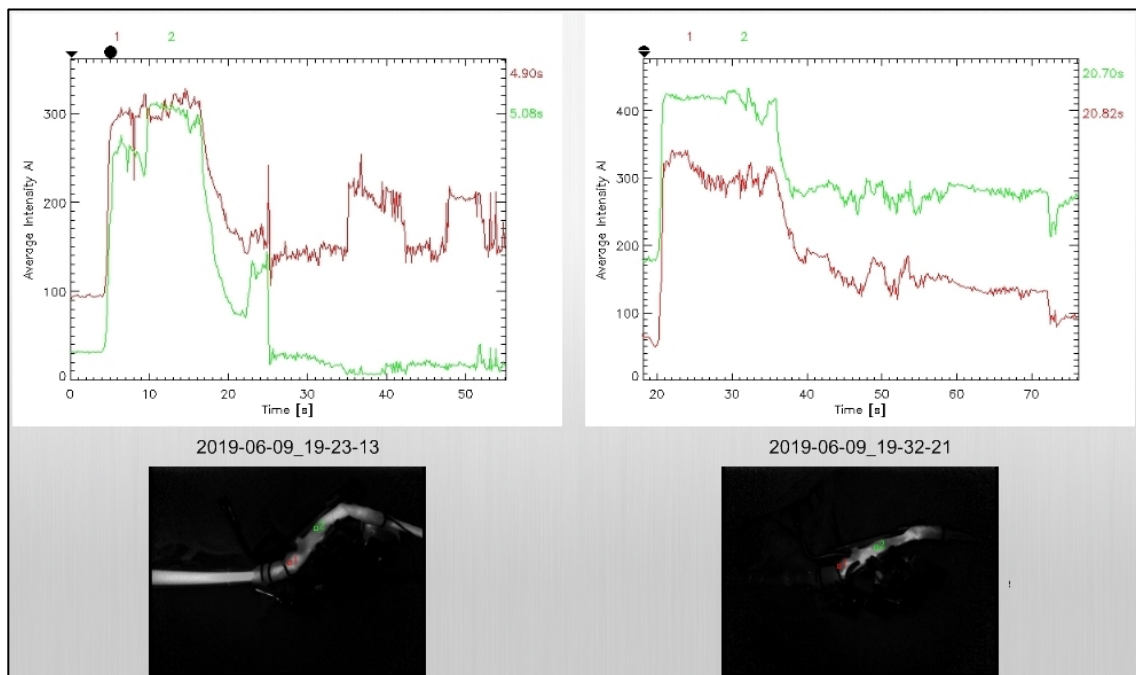 1 2
4.90s
5.08s
Average Intensity AI
300
200
100
0
0 10 20 30 40 50
Time [s]
2019-06-09_19-23-13
1 2
20.70s
20.82s
Average Intensity AI
400
300
200
100
0
20 30 40 50 60 70
Time [s]
2019-06-09_19-32-21